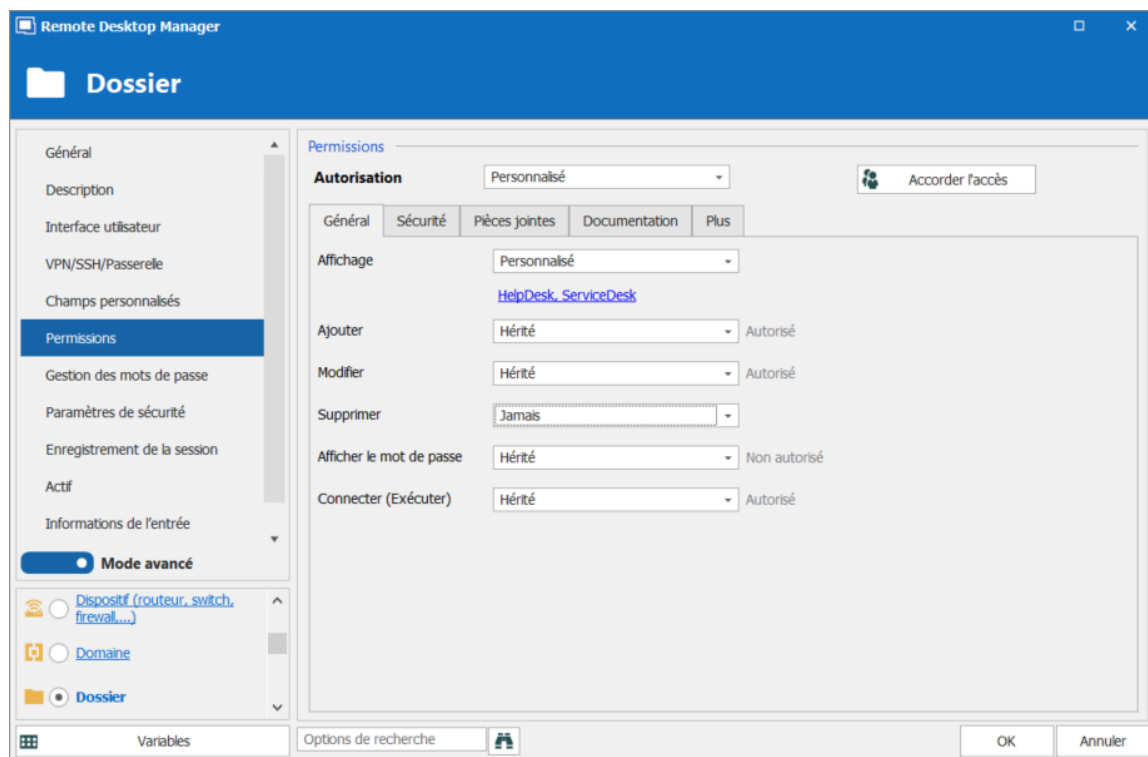 Remote Desktop Manager
Dossier
Général
Description
Interface utilisateur
VPN/SSH/Passerelle
Champs personnalisés
Permissions
Gestion des mots de passe
Paramètres de sécurité
Enregistrement de la session
Actif
Informations de l'entrée
Mode avancé
Dispositif (routeur, switch,
firewall,...)
Domaine
Dossier
Variables
Permissions
Autorisation Personnalisé Accorder l'accès
Général Sécurité Pièces jointes Documentation Plus
Affichage Personnalisé
HelpDesk, ServiceDesk
Ajouter Hérité Autorisé
Modifier Hérité Autorisé
Supprimer Jamais
Afficher le mot de passe Hérité Non autorisé
Connecter (Exécuter) Hérité Autorisé
Options de recherche OK Annuler